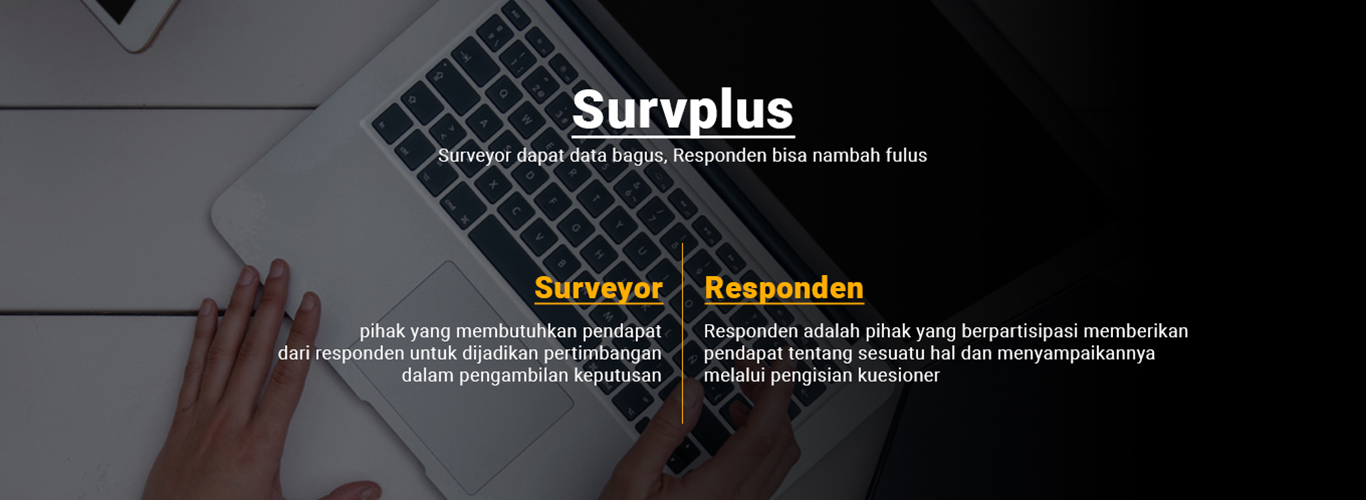 Survplus
Surveyor dapat data bagus, Responden bisa nambah fulus
Surveyor
pihak yang membutuhkan pendapat
dari responden untuk dijadikan pertimbangan
dalam pengambilan keputusan
Responden
Responden adalah pihak yang berpartisipasi memberikan
pendapat tentang sesuatu hal dan menyampaikannya
melalui pengisian kuesioner